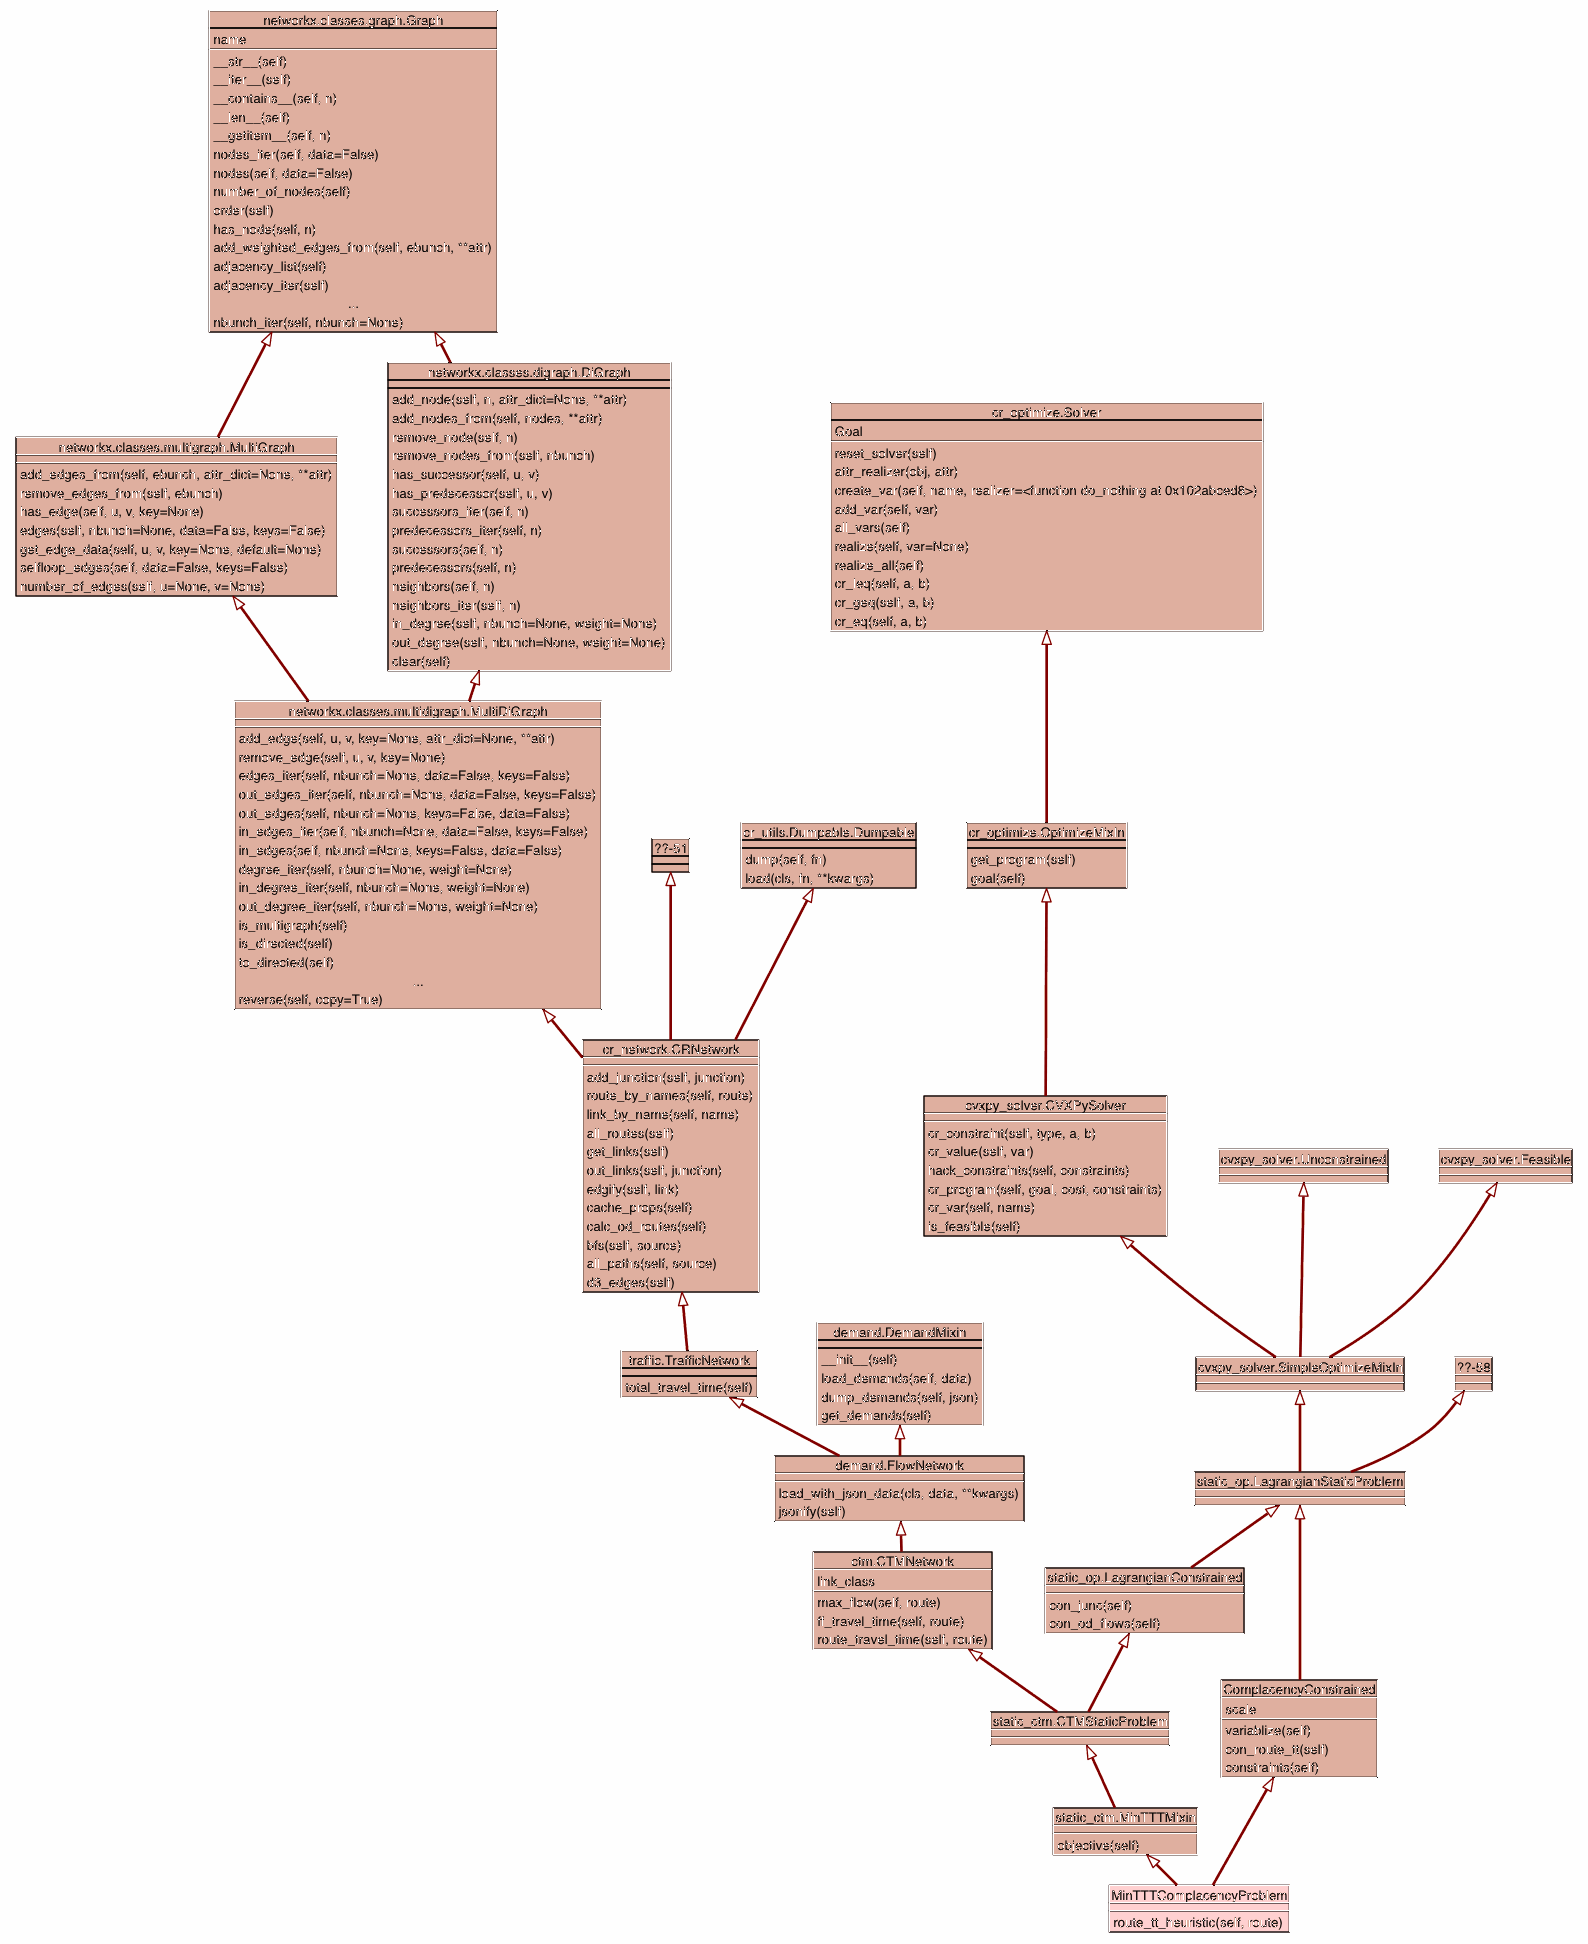 networkx.classes.graph.Graph
name
__str__(self)
__iter__(self)
__contains__(self, n)
__len__(self)
__getitem__(self, n)
nodes_iter(self, data=False)
nodes(self, data=False)
number_of_nodes(self)
order(self)
has_node(self, n)
add_weighted_edges_from(self, ebunch, **attr)
adjacency_list(self)
adjacency_iter(self)
...
nbunch_iter(self, nbunch=None)
networkx.classes.digraph.DiGraph
add_node(self, n, attr_dict=None, **attr)
add_nodes_from(self, nodes, **attr)
remove_node(self, n)
remove_nodes_from(self, nbunch)
has_successor(self, u, v)
has_predecessor(self, u, v)
successors_iter(self, n)
predecessors_iter(self, n)
successors(self, n)
predecessors(self, n)
neighbors(self, n)
neighbors_iter(self, n)
in_degree(self, nbunch=None, weight=None)
out_degree(self, nbunch=None, weight=None)
clear(self)
networkx.classes.multigraph.MultiGraph
add_edges_from(self, ebunch, attr_dict=None, **attr)
remove_edges_from(self, ebunch)
has_edge(self, u, v, key=None)
edges(self, nbunch=None, data=False, keys=False)
get_edge_data(self, u, v, key=None, default=None)
selfloop_edges(self, data=False, keys=False)
number_of_edges(self, u=None, v=None)
cr_optimize.Solver
Goal
reset_solver(self)
attr_realizer(obj, attr)
create_var(self, name, realizer=<function do_nothing at 0x102abced8>)
add_var(self, var)
all_vars(self)
realize(self, var=None)
realize_all(self)
cr_leq(self, a, b)
cr_geq(self, a, b)
cr_eq(self, a, b)
networkx.classes.multidigraph.MultiDiGraph
add_edge(self, u, v, key=None, attr_dict=None, **attr)
remove_edge(self, u, v, key=None)
edges_iter(self, nbunch=None, data=False, keys=False)
out_edges_iter(self, nbunch=None, data=False, keys=False)
out_edges(self, nbunch=None, keys=False, data=False)
in_edges_iter(self, nbunch=None, data=False, keys=False)
in_edges(self, nbunch=None, keys=False, data=False)
degree_iter(self, nbunch=None, weight=None)
in_degree_iter(self, nbunch=None, weight=None)
out_degree_iter(self, nbunch=None, weight=None)
is_multigraph(self)
is_directed(self)
to_directed(self)
...
reverse(self, copy=True)
??-51
cr_utils.Dumpable.Dumpable
dump(self, fn)
load(cls, fn, **kwargs)
cr_optimize.OptimizeMixin
get_program(self)
goal(self)
cr_network.CRNetwork
add_junction(self, junction)
route_by_names(self, route)
link_by_name(self, name)
all_routes(self)
get_links(self)
out_links(self, junction)
edgify(self, link)
cache_props(self)
calc_od_routes(self)
bfs(self, source)
all_paths(self, source)
d3_edges(self)
cvxpy_solver.CVXPySolver
cr_constraint(self, type, a, b)
cr_value(self, var)
hack_constraints(self, constraints)
cr_program(self, goal, cost, constraints)
cr_var(self, name)
is_feasible(self)
cvxpy_solver.Unconstrained
cvxpy_solver.Feasible
traffic.TrafficNetwork
total_travel_time(self)
demand.DemandMixin
__init__(self)
load_demands(self, data)
dump_demands(self, json)
get_demands(self)
cvxpy_solver.SimpleOptimizeMixIn
??-58
demand.FlowNetwork
load_with_json_data(cls, data, **kwargs)
jsonify(self)
static_op.LagrangianStaticProblem
ctm.CTMNetwork
link_class
max_flow(self, route)
ff_travel_time(self, route)
route_travel_time(self, route)
static_op.LagrangianConstrained
con_junc(self)
con_od_flows(self)
ComplacencyConstrained
scale
variablize(self)
con_route_tt(self)
constraints(self)
static_ctm.CTMStaticProblem
static_ctm.MinTTTMixin
objective(self)
MinTTTComplacencyProblem
route_tt_heuristic(self, route)